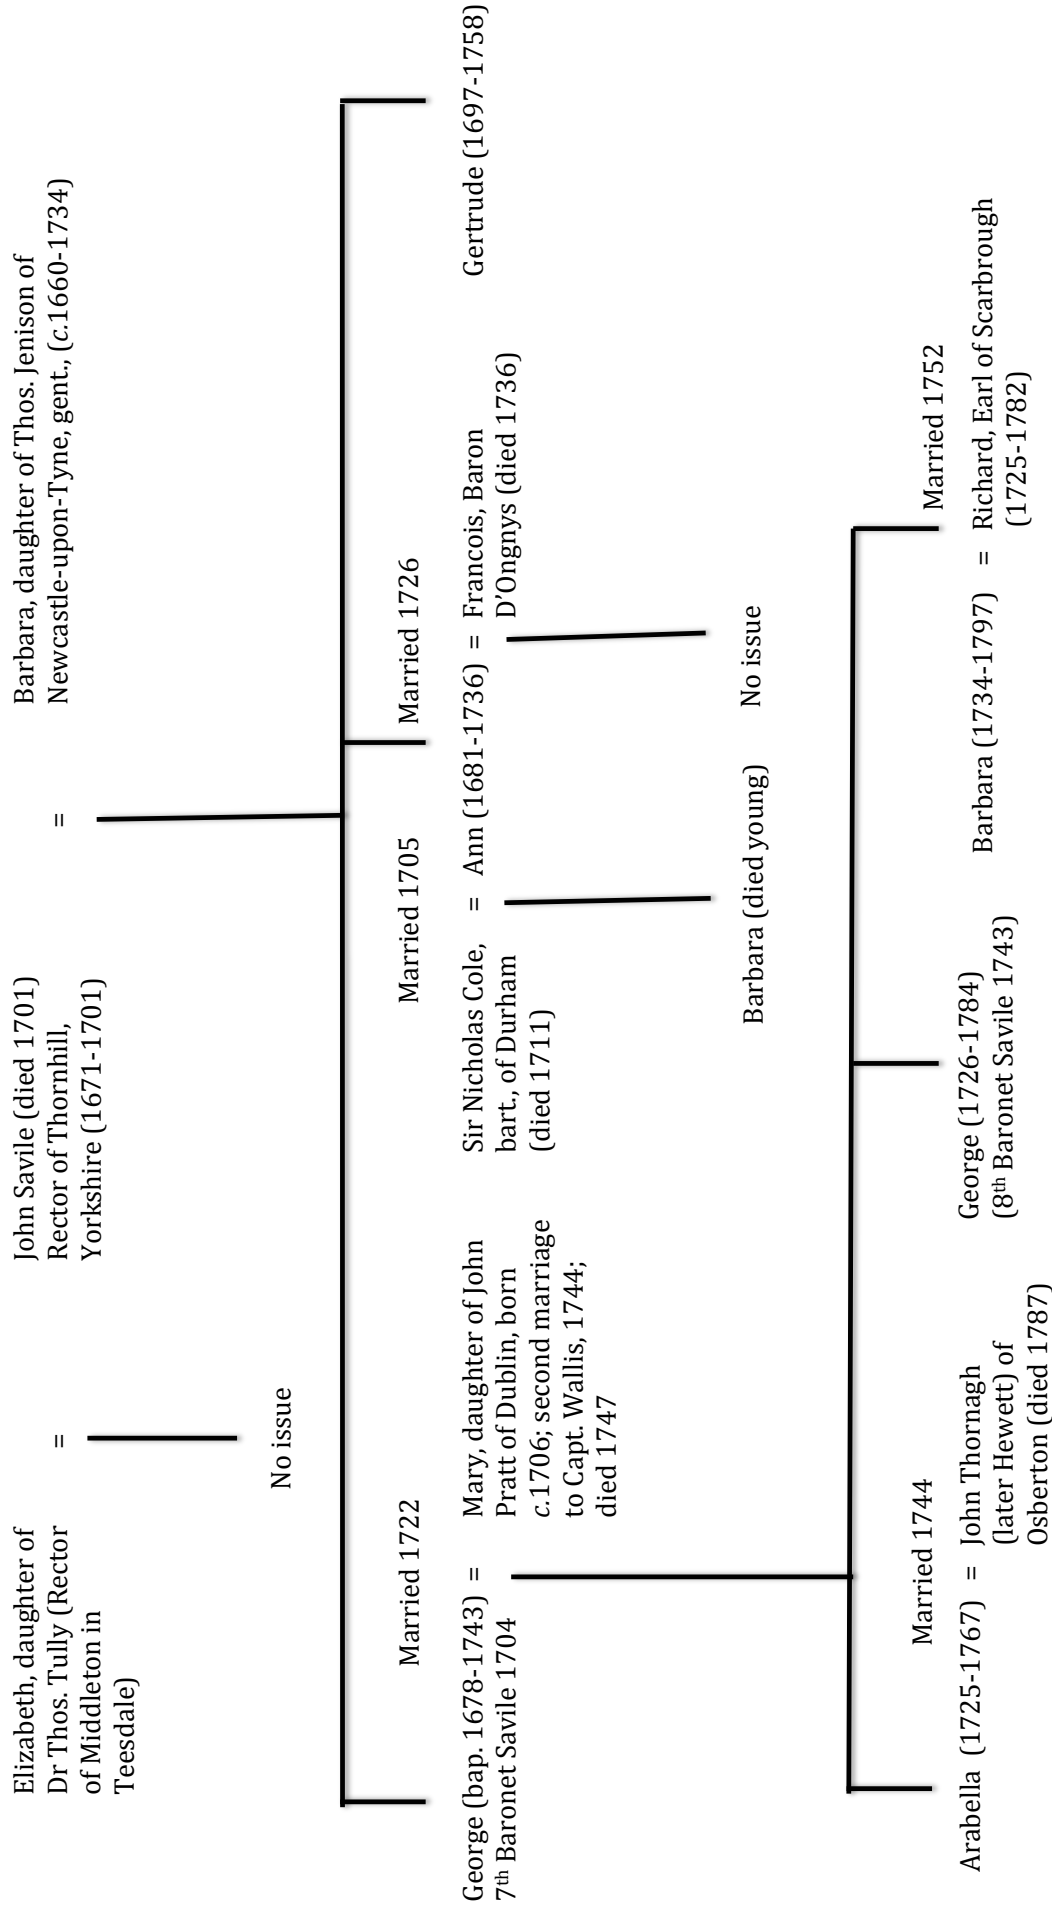 Elizabeth, daughter of
Dr Thos. Tully (Rector
of Middleton in
Teesdale)
=
John Savile (died 1701)
Rector of Thornhill,
Yorkshire (1671-1701)
=
Barbara, daughter of Thos. Jenison of
Newcastle-upon-Tyne, gent., (c.1660-1734)
No issue
Married 1722
Married 1705
Married 1726
George (bap. 1678-1743) =
7th Baronet Savile 1704
Mary, daughter of John
Pratt of Dublin, born
c.1706; second marriage
to Capt. Wallis, 1744;
died 1747
Sir Nicholas Cole,
bart., of Durham
(died 1711)
= Ann (1681-1736) =
Francois, Baron
D'Ongnys (died 1736)
Gertrude (1697-1758)
Barbara (died young)
No issue
Married 1744
Married 1752
Arabella (1725-1767) =
John Thornagh
(later Hewett) of
Osberton (died 1787)
George (1726-1784)
(8th Baronet Savile 1743)
Barbara (1734-1797) =
Richard, Earl of Scarbrough
(1725-1782)